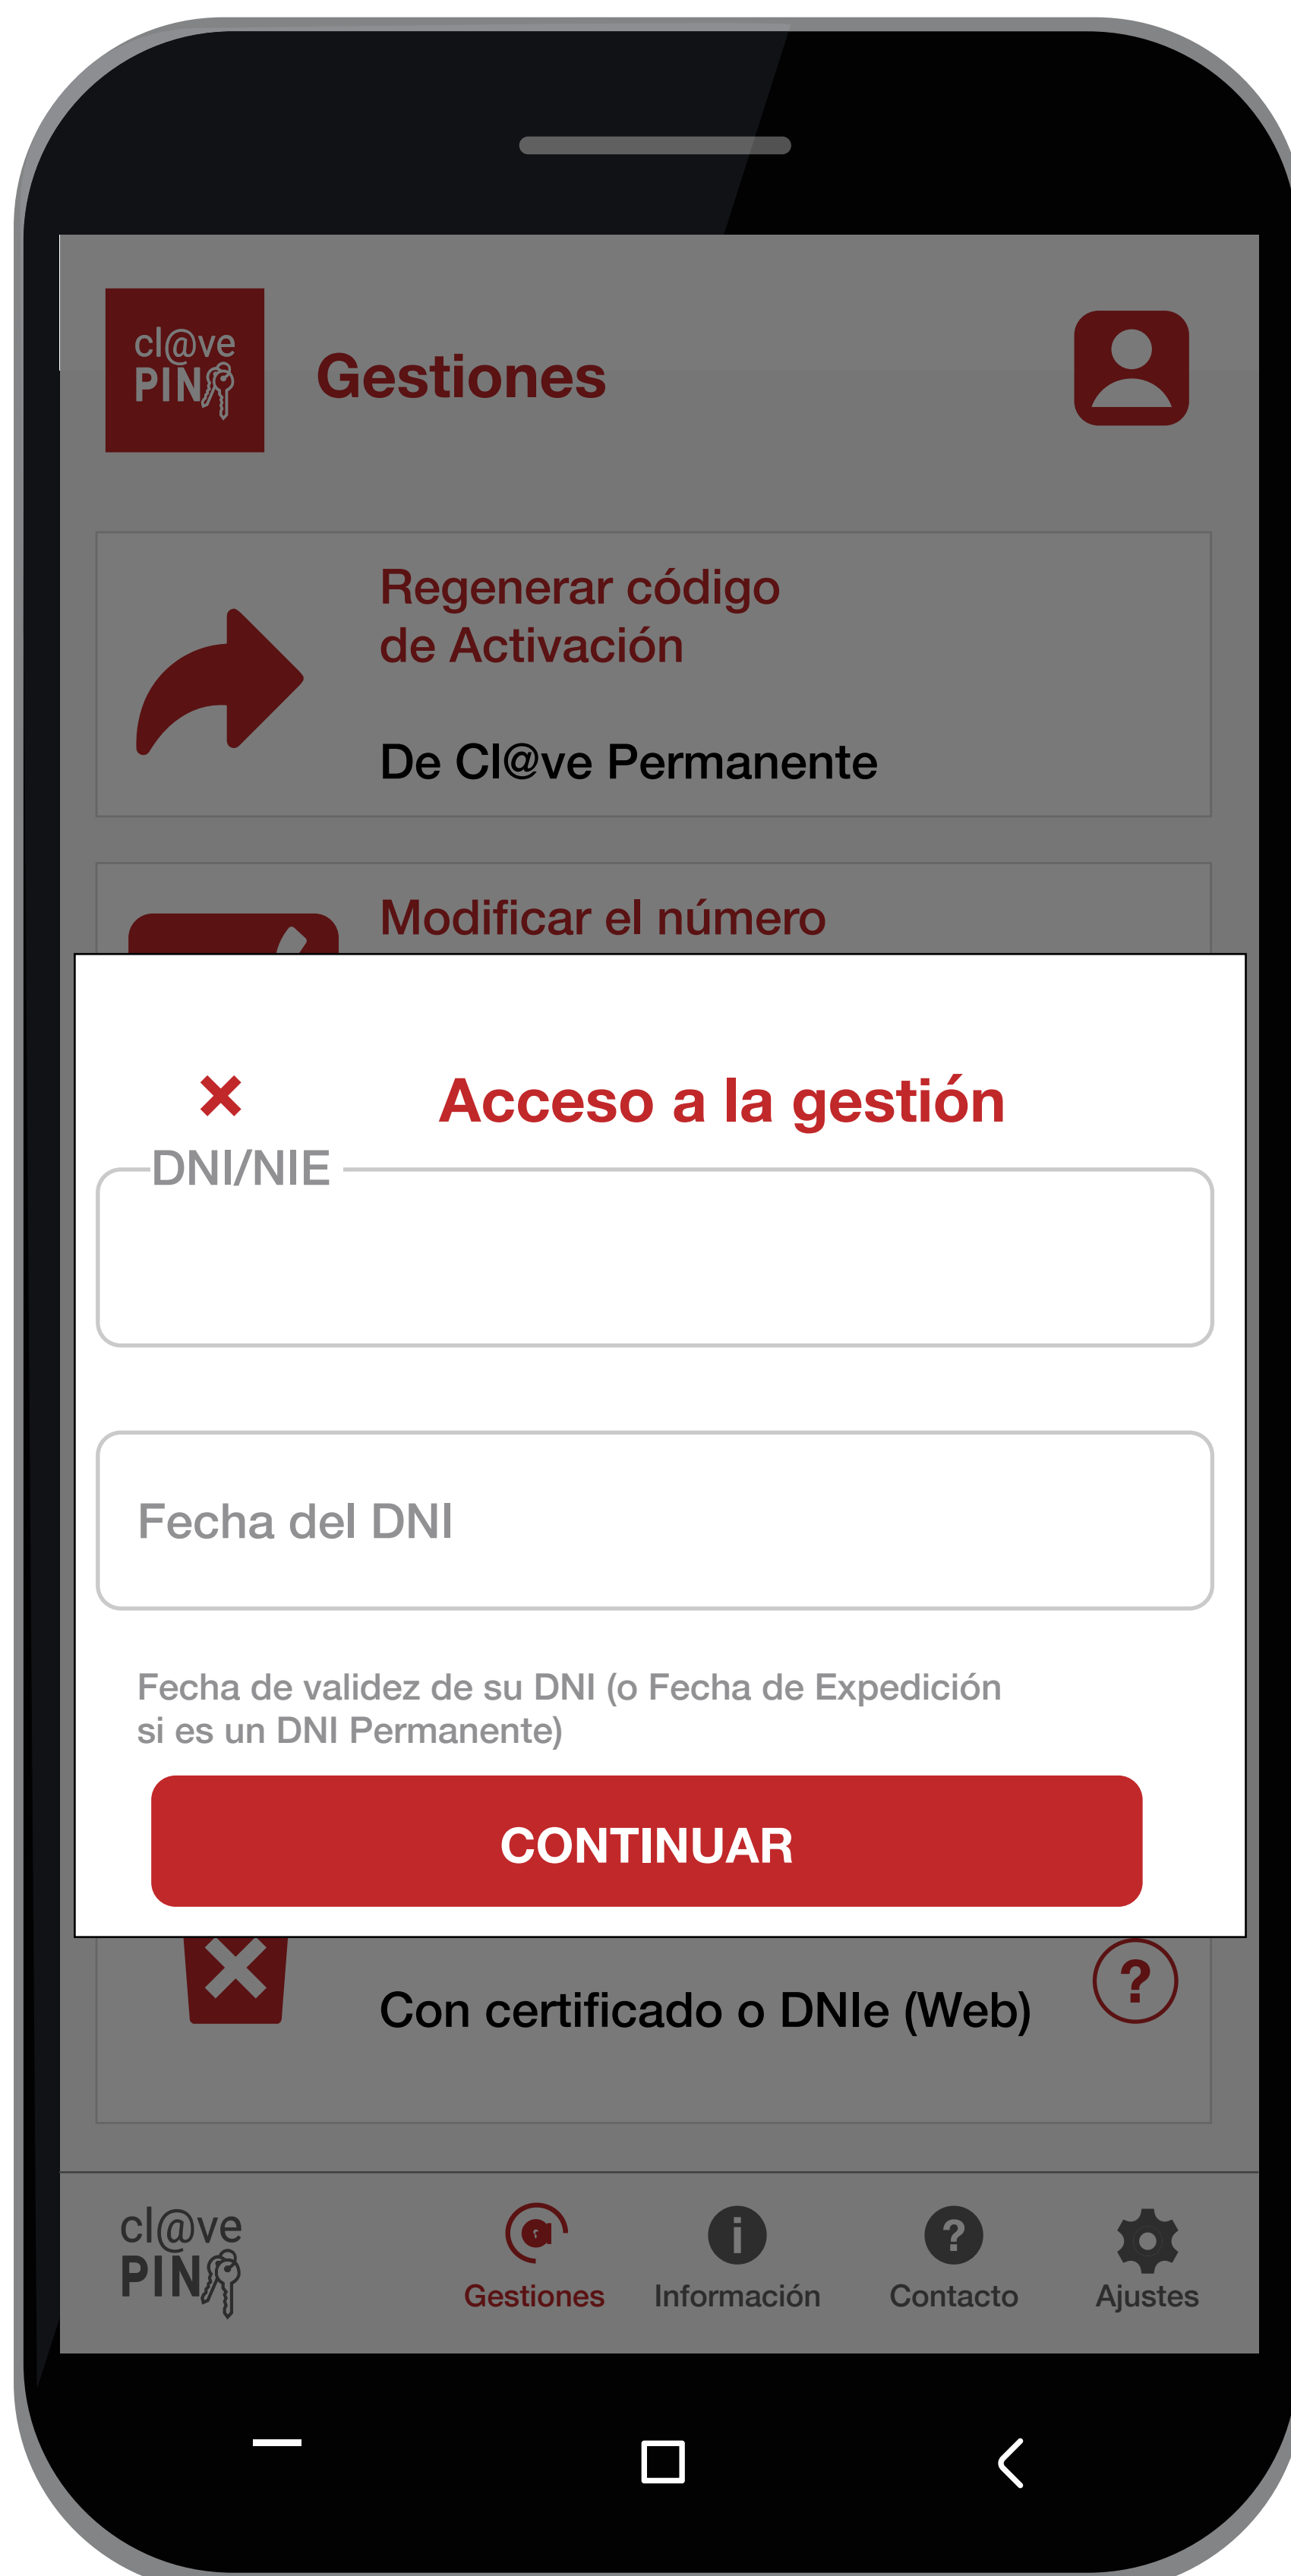 cl@ve
PIN
Gestiones
Regenerar código
de Activación
De Cl@ve Permanente
Modificar el número
Acceso a la gestión
DNI/NIE
Fecha del DNI
Fecha de validez de su DNI (o Fecha de Expedición
si es un DNI Permanente)
CONTINUAR
Con certificado o DNIe (Web)
?
cl@ve
PIN
Gestiones
Información
Contacto
Ajustes